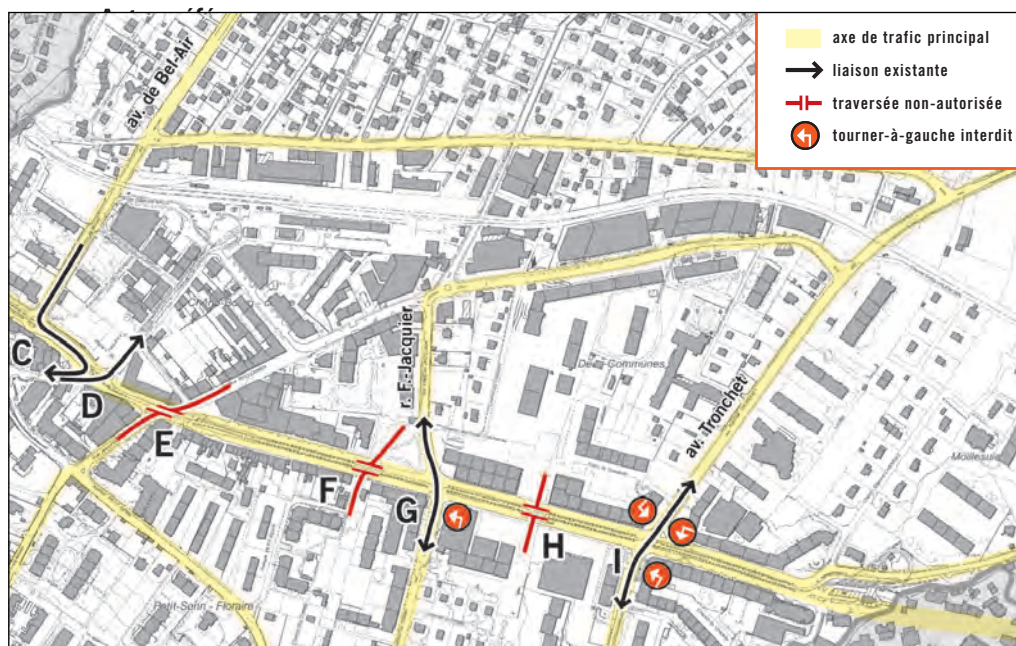 av. de Bel-Air
axe de trafic principal
liaison existante
traversée non-autorisée
tourner-à-gauche interdit
C
D
E
r. F.-Jacquier
Deux Communes
av. Tronchet
F
G
H
I
Petit-Senn - Floraire